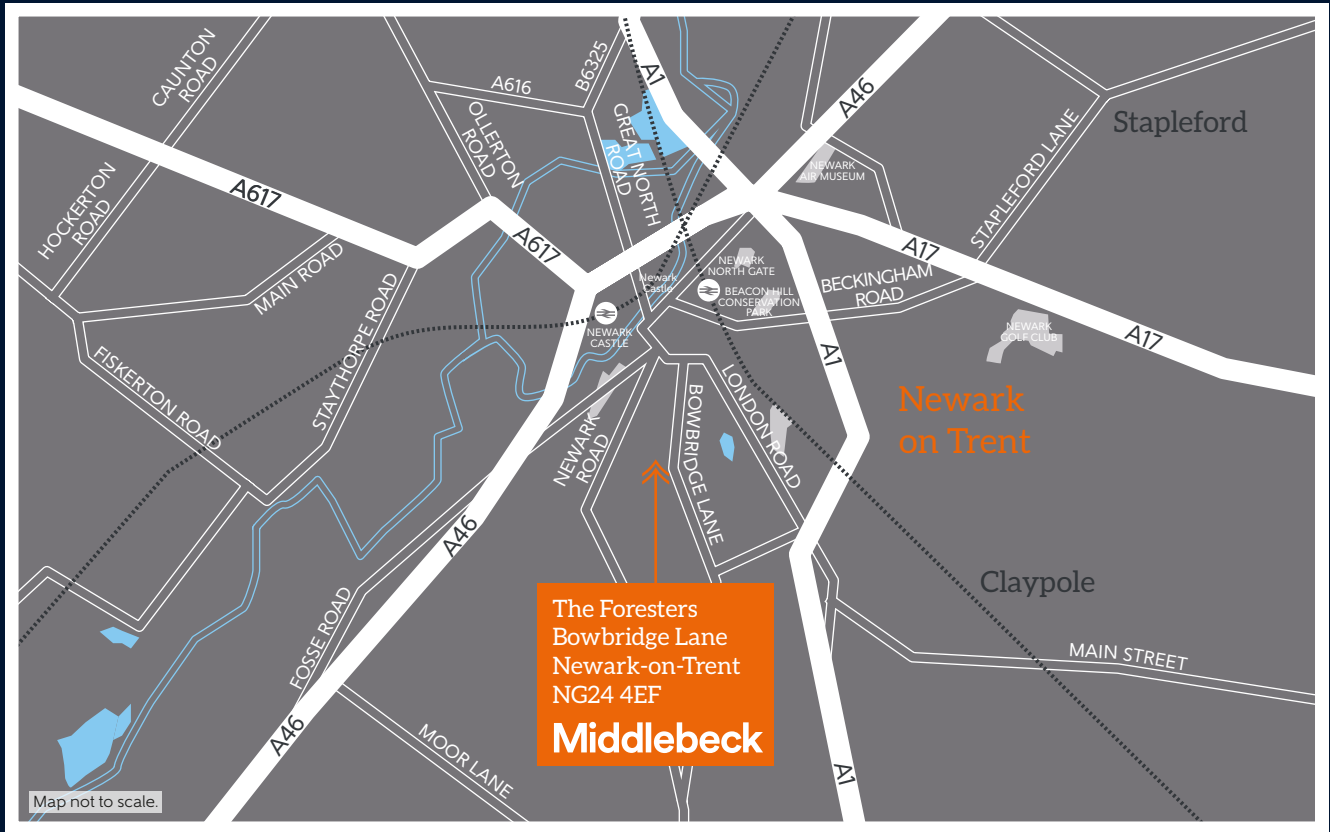 CAUNTON
ROAD
HOCKERTON
ROAD
A617
MAIN ROAD
FISKERTON ROAD
STAYTHORPE ROAD
A616
B6325
OLLERTON
ROAD
GREAT NORTH
ROAD
A1
A46
A617
NEWARK
AIR MUSEUM
STAPLEFORD LANE
Stapleford
A17
BECKINGHAM
ROAD
NEWARK
NORTH GATE
BEACON HILL
CONSERVATION
PARK
Newark
Castle
NEWARK
CASTLE
NEWARK
GOLF CLUB
A17
A1
Newark
on Trent
NEWARK
ROAD
BOWBRIDGE LANE
LONDON ROAD
A46
FOSSE ROAD
A46
MOOR LANE
Claypole
MAIN STREET
A1
The Foresters
Bowbridge Lane
Newark-on-Trent
NG24 4EF
Middlebeck
Map not to scale.